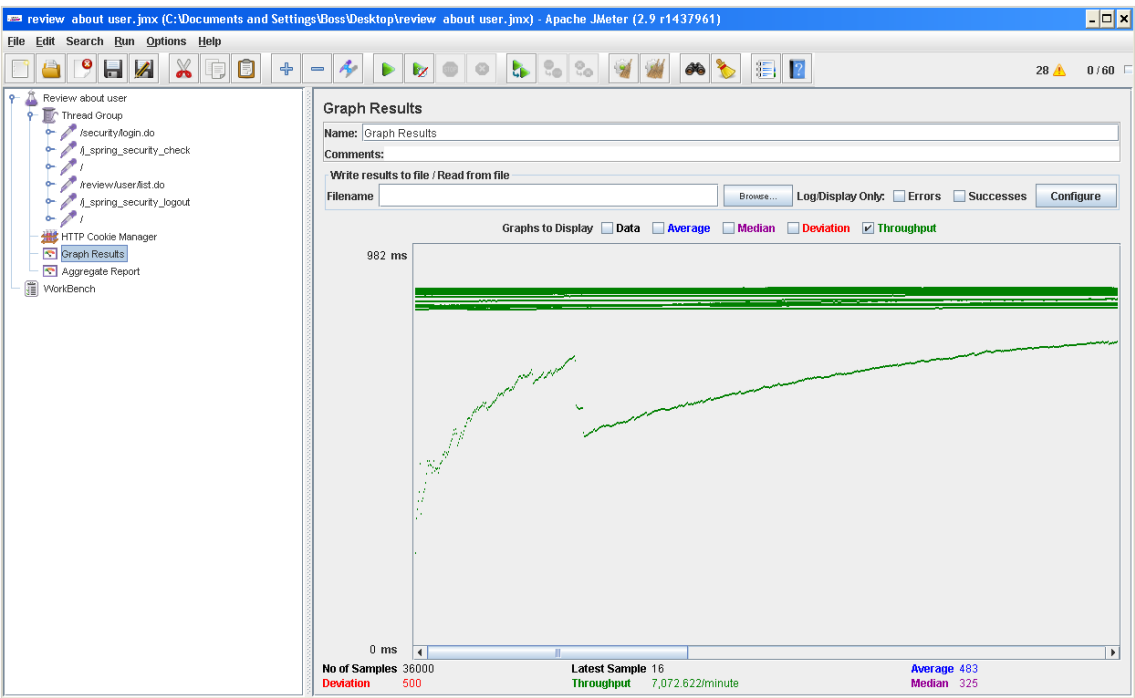 review about user.jmx (C:\Documents and Settings\Boss\Desktop\review about user.jmx) - Apache JMeter (2.9 r1437961)
File Edit Search Run Options Help
28 0 / 60
Review about user
Thread Group
/security/login.do
/j_spring_security_check
/
/review/user/list.do
/j_spring_security_logout
/
HTTP Cookie Manager
Graph Results
Aggregate Report
WorkBench
Graph Results
Name: Graph Results
Comments:
Write results to file / Read from file
Filename Browse... Log/Display Only: Errors Successes Configure
Graphs to Display Data Average Median Deviation Throughput
982 ms
0 ms
No of Samples 36000 Latest Sample 16 Average 483
Deviation 500 Throughput 7,072.622/minute Median 325